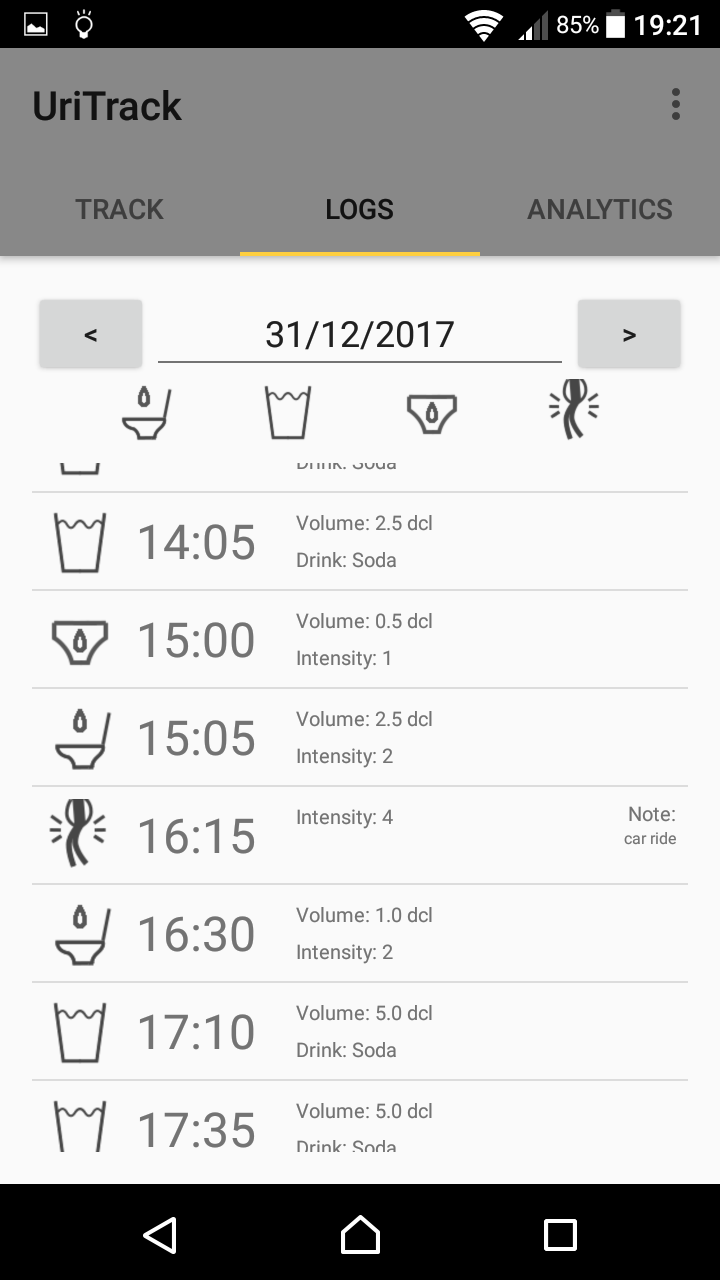 85% 19:21
UriTrack
TRACK LOGS ANALYTICS
< 31/12/2017 >
Drink: Soda
14:05 Volume: 2.5 dcl
Drink: Soda
15:00 Volume: 0.5 dcl
Intensity: 1
15:05 Volume: 2.5 dcl
Intensity: 2
16:15 Intensity: 4 Note:
car ride
16:30 Volume: 1.0 dcl
Intensity: 2
17:10 Volume: 5.0 dcl
Drink: Soda
17:35 Volume: 5.0 dcl
Drink: Soda